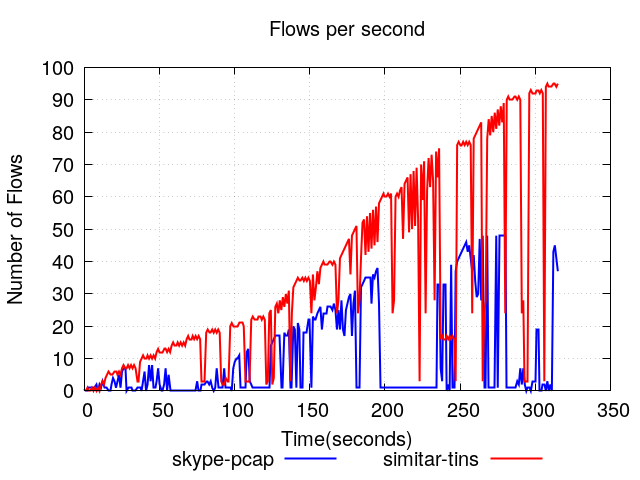 Flows per second
100
90
80
70
60
50
40
30
20
10
0
Number of Flows
0 50 100 150 200 250 300 350
Time(seconds)
skype-pcap similar-tins